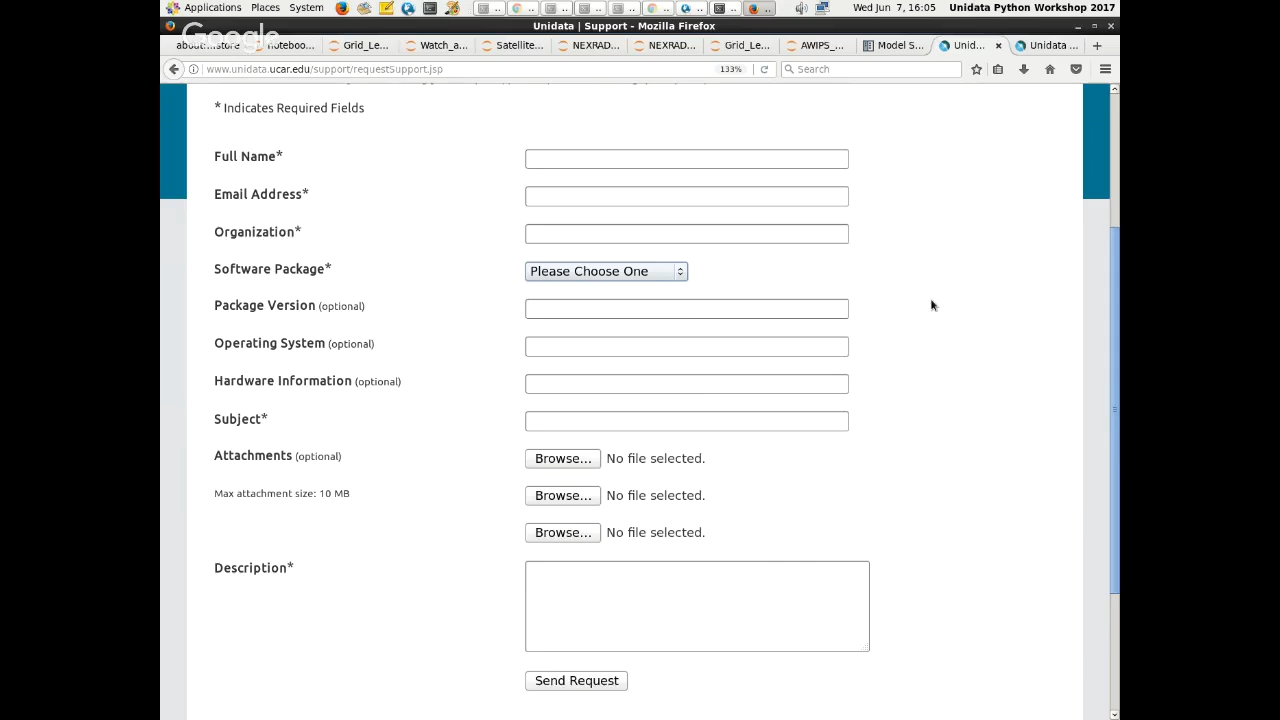 Applications Places System Wed Jun 7, 16:05 Unidata Python Workshop 2017
Unidata | Support - Mozilla Firefox
Google
noteboo... Grid_Le... Watch_a... Satellite... NEXRAD... NEXRAD... Grid_Le... AWIPS_... Model S... Unid... Unidata ...
www.unidata.ucar.edu/support/requestSupport.jsp 133% Search
* Indicates Required Fields
Full Name*
Email Address*
Organization*
Software Package* Please Choose One
Package Version (optional)
Operating System (optional)
Hardware Information (optional)
Subject*
Attachments (optional) Browse... No file selected.
Max attachment size: 10 MB Browse... No file selected.
Browse... No file selected.
Description*
Send Request